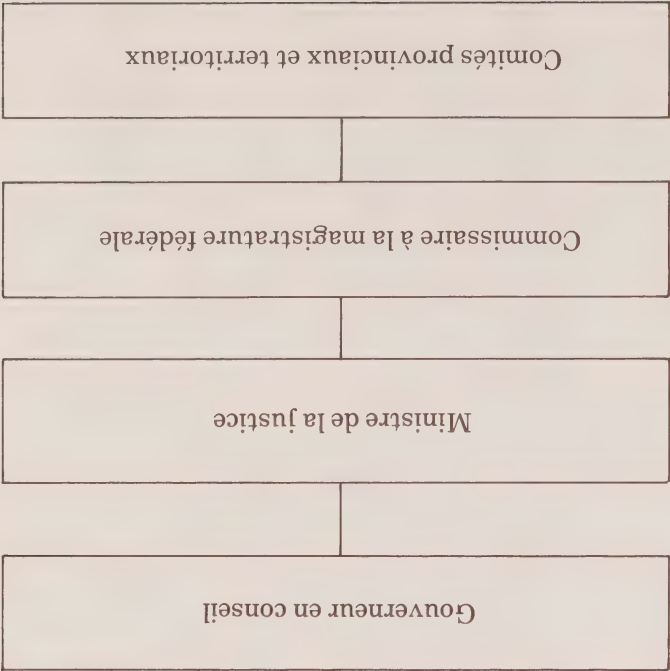 Gouverneur en conseil
Ministre de la justice
Commissaire à la magistrature fédérale
Comités provinciaux et territoriaux